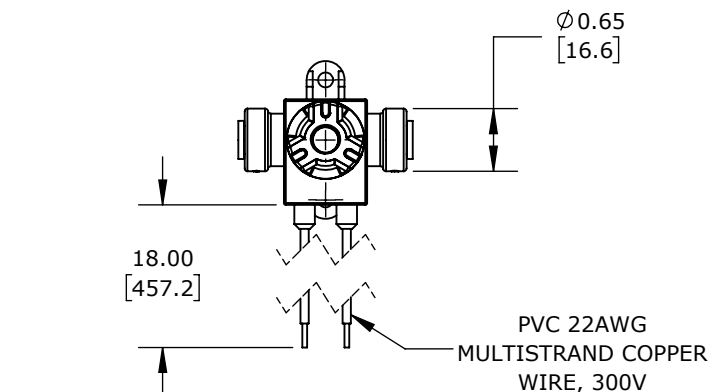 ∅0.65
[16.6]
18.00
[457.2]
PVC 22AWG
MULTISTRAND COPPER
WIRE, 300V